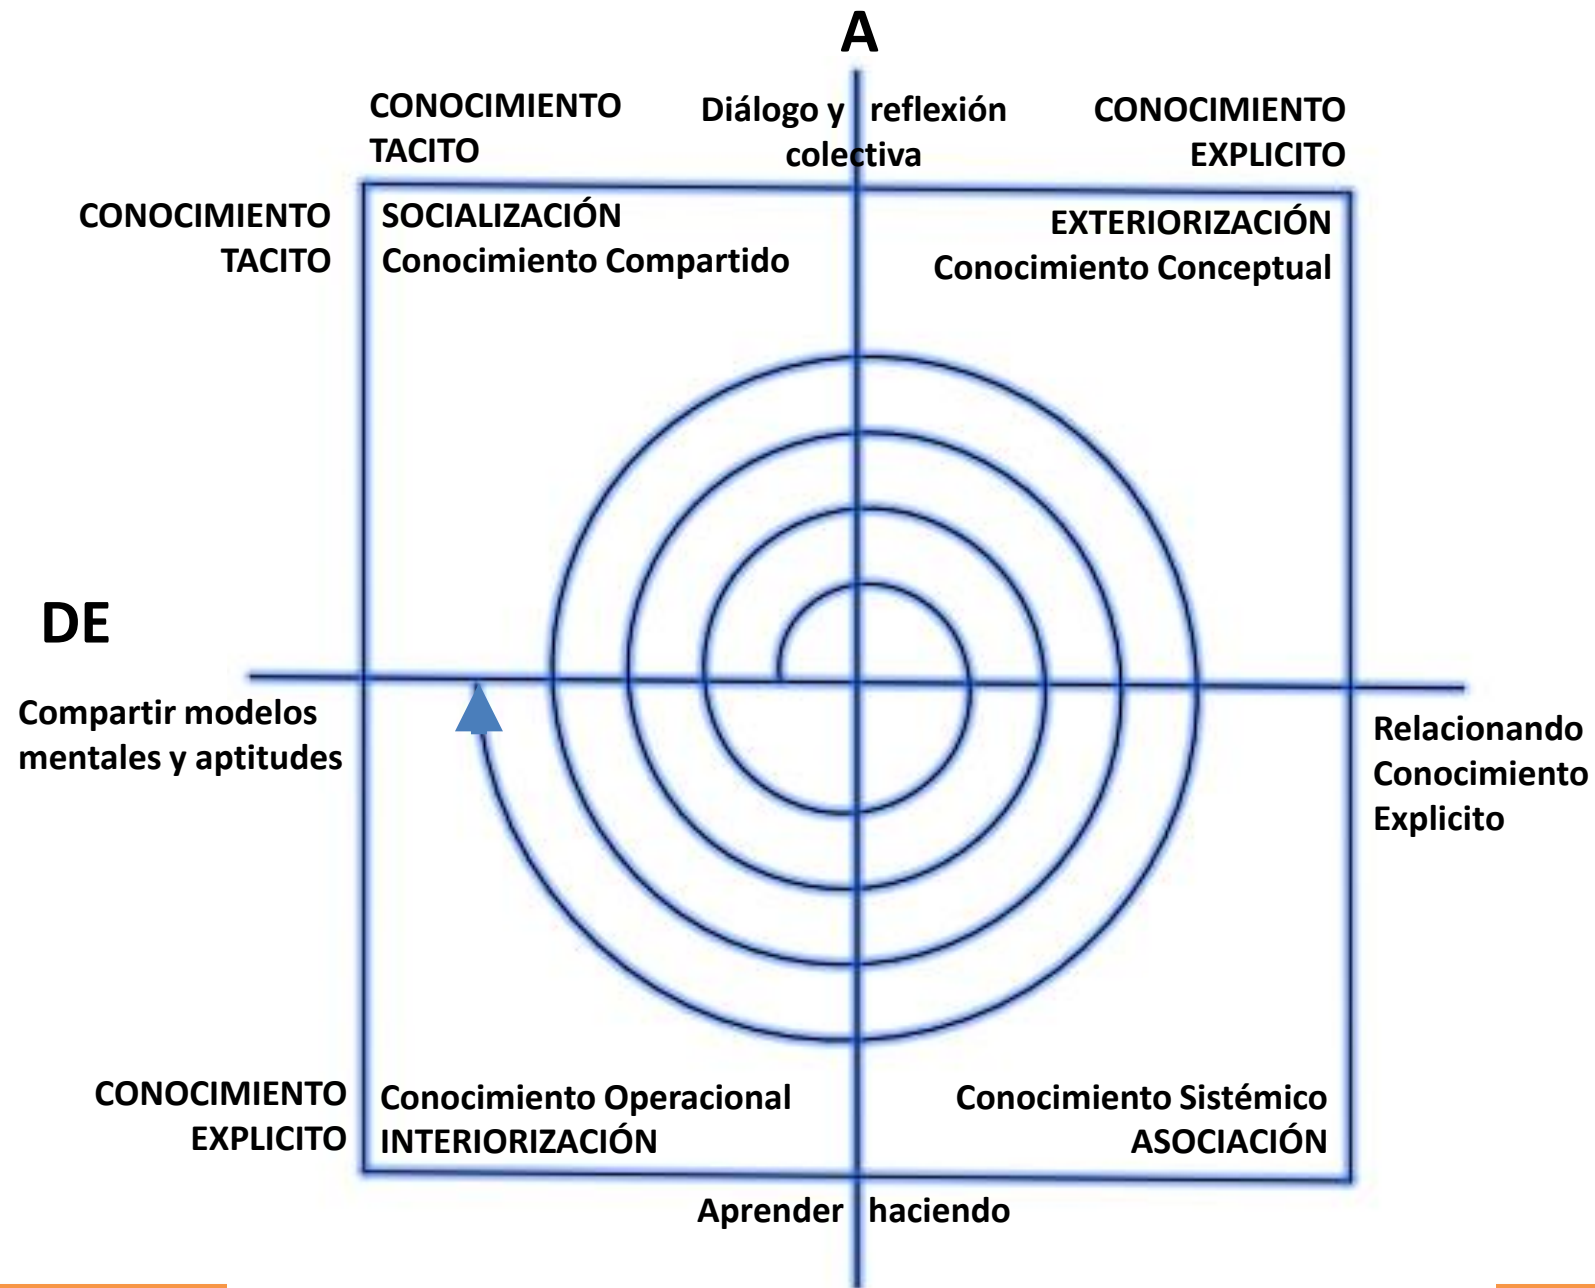 A
CONOCIMIENTO
TACITO
Diálogo y reflexión
colectiva
CONOCIMIENTO
EXPLICITO
CONOCIMIENTO
TACITO
SOCIALIZACIÓN
Conocimiento Compartido
EXTERIORIZACIÓN
Conocimiento Conceptual
DE
Compartir modelos
mentales y aptitudes
Relacionando
Conocimiento
Explicito
CONOCIMIENTO
EXPLICITO
Conocimiento Operacional
INTERIORIZACIÓN
Conocimiento Sistémico
ASOCIACIÓN
Aprender haciendo